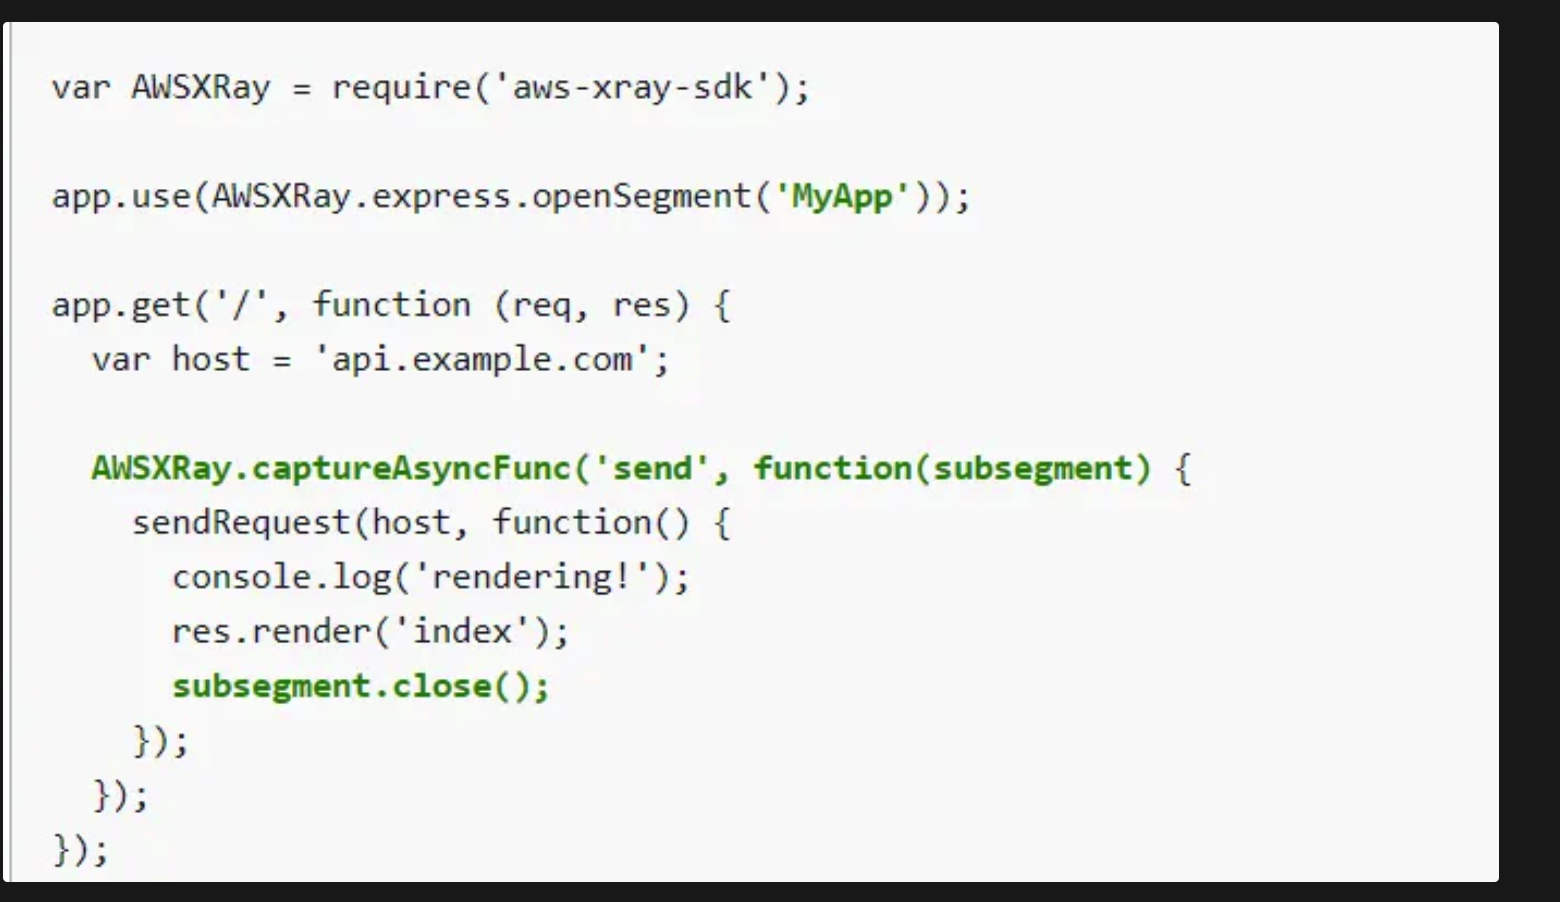 var AWSXRay = require('aws-xray-sdk');
app.use(AWSXRay.express.openSegment('MyApp'));
app.get('/', function (req, res) {
  var host = 'api.example.com';
  AWSXRay.captureAsyncFunc('send', function(subsegment) {
    sendRequest(host, function() {
      console.log('rendering!');
      res.render('index');
      subsegment.close();
    });
  });
});